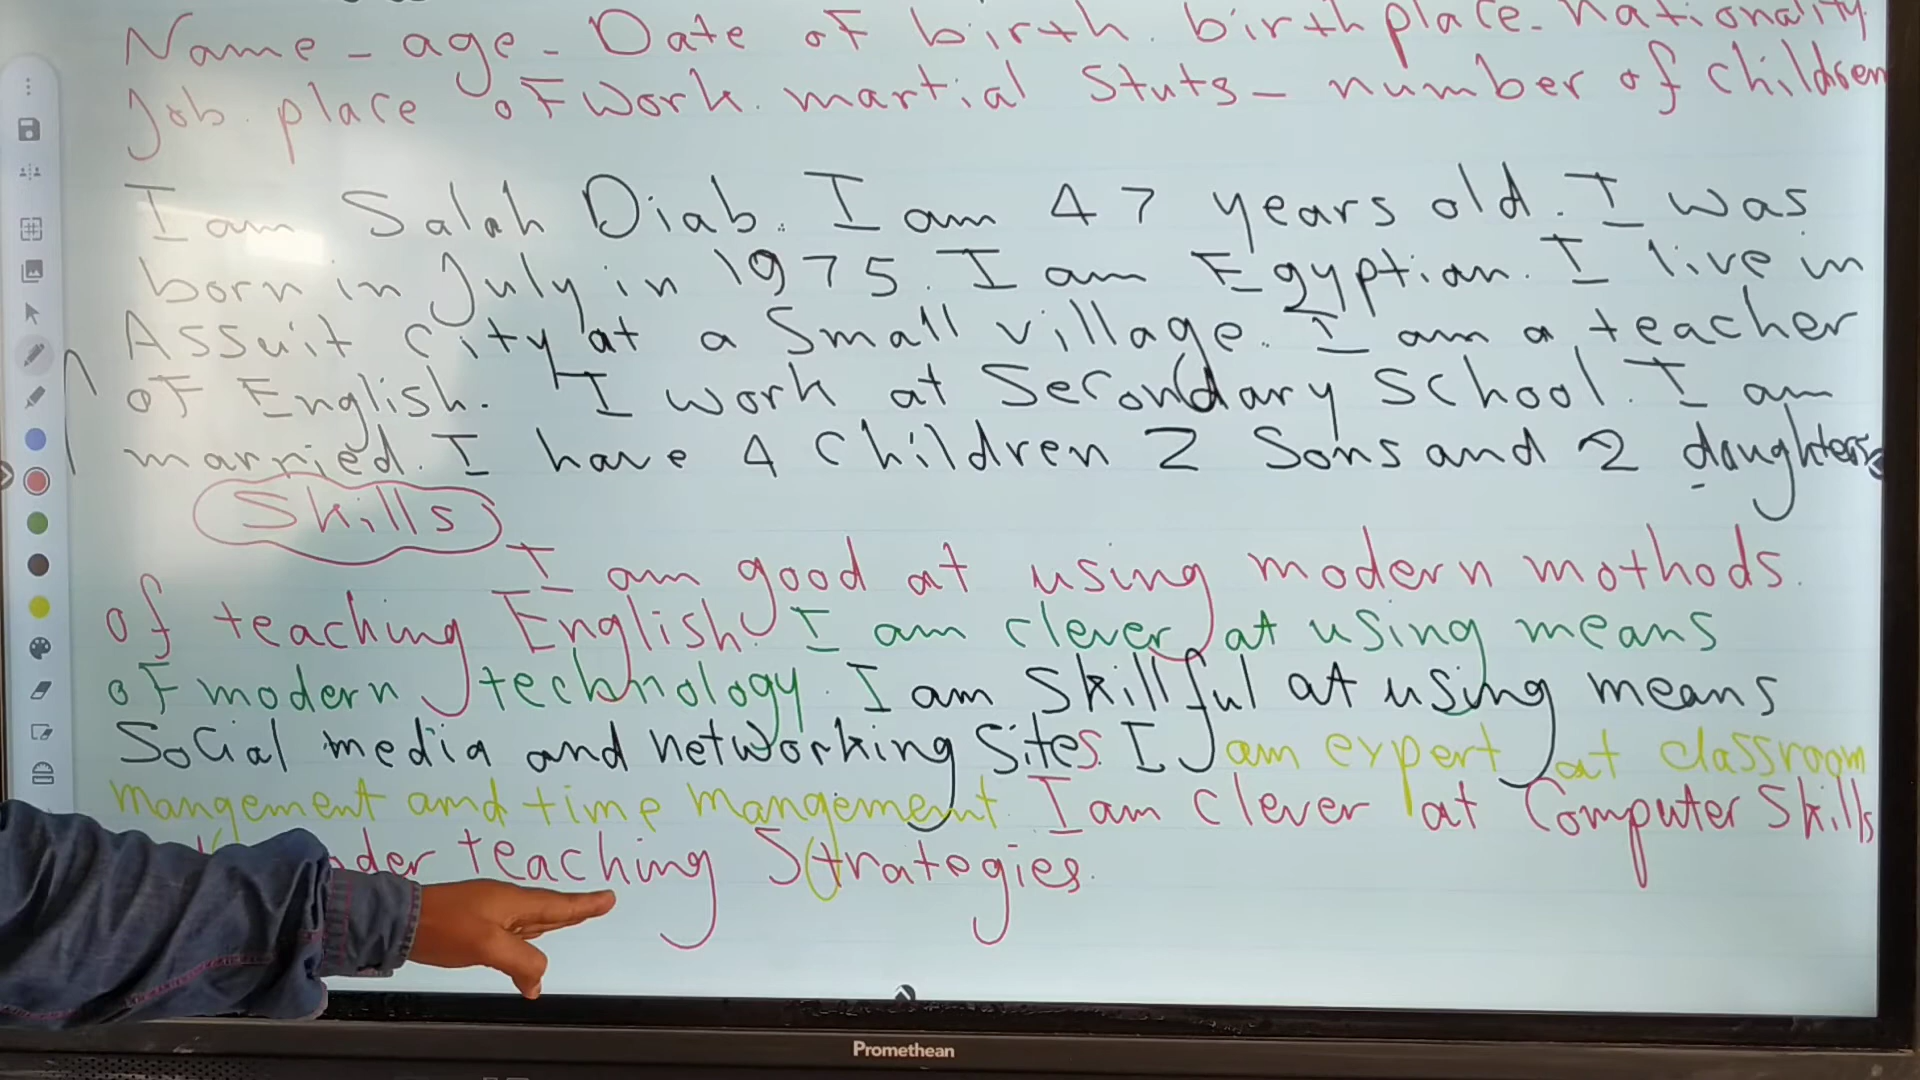 Name - age - Date of birth. birth place - nationality
Job. place of work. martial Stuts - number of children
I am Salah Diab. I am 47 years old. I was
born in July in 1975. I am Egyptian. I live in
Assuit city at a small village. I am a teacher
of English. I work at Secondary School. I am
married. I have 4 children 2 Sons and 2 daughters
Skills
I am good at using modern mothods.
of teaching English. I am clever at using means
of modern technology. I am skillful at using means
Social media and networking Sites. I am expert at classroom
mangement and time mangement. I am clever at Computer Skills
teaching Strategies.
Promethean